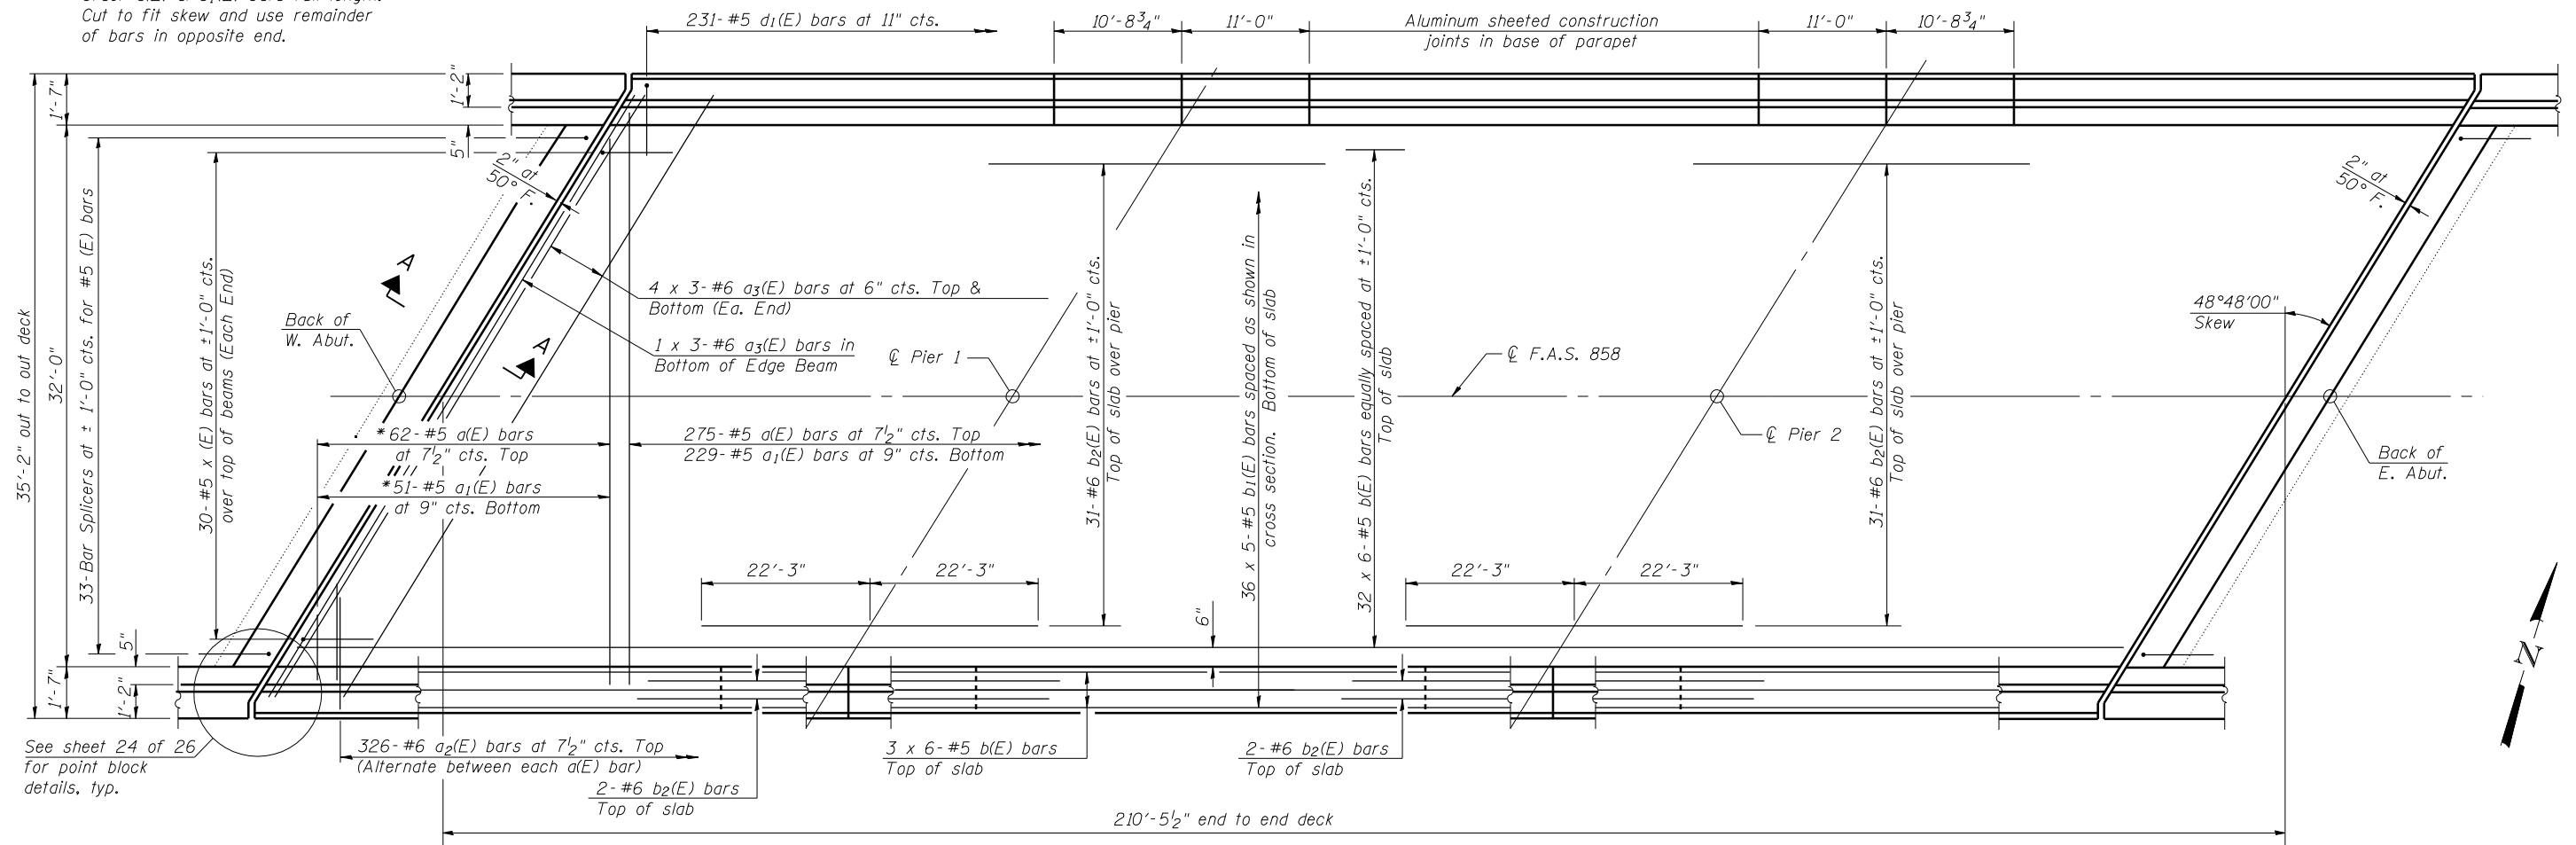 Cut to fit skew and use remainder
of bars in opposite end.
231-#5 d1(E) bars at 11" cts.
10'-8¾"
11'-0"
Aluminum sheeted construction
joints in base of parapet
11'-0"
10'-8¾"
1'-7"
1'-2"
5"
2" at
50° F.
2" at
50° F.
35'-2" out to out deck
32'-0"
33-Bar Splicers at ± 1'-0" cts. for #5 (E) bars
30-#5 x (E) bars at ±1'-0" cts.
over top of beams (Each End)
A
A
Back of
W. Abut.
4 x 3-#6 a3(E) bars at 6" cts. Top &
Bottom (Ea. End)
1 x 3-#6 a3(E) bars in
Bottom of Edge Beam
℄ Pier 1
31-#6 b2(E) bars at ±1'-0" cts.
Top of slab over pier
36 x 5-#5 b1(E) bars spaced as shown in
cross section. Bottom of slab
32 x 6-#5 b(E) bars equally spaced at ±1'-0" cts.
Top of slab
℄ F.A.S. 858
31-#6 b2(E) bars at ±1'-0" cts.
Top of slab over pier
48°48'00"
Skew
℄ Pier 2
Back of
E. Abut.
*62-#5 a(E) bars
at 7½" cts. Top
275-#5 a(E) bars at 7½" cts. Top
229-#5 a1(E) bars at 9" cts. Bottom
*51-#5 a1(E) bars
at 9" cts. Bottom
22'-3"
22'-3"
22'-3"
22'-3"
6"
5"
1'-7"
1'-2"
See sheet 24 of 26
for point block
details, typ.
326-#6 a2(E) bars at 7½" cts. Top
(Alternate between each a(E) bar)
2-#6 b2(E) bars
Top of slab
3 x 6-#5 b(E) bars
Top of slab
2-#6 b2(E) bars
Top of slab
210'-5½" end to end deck
N